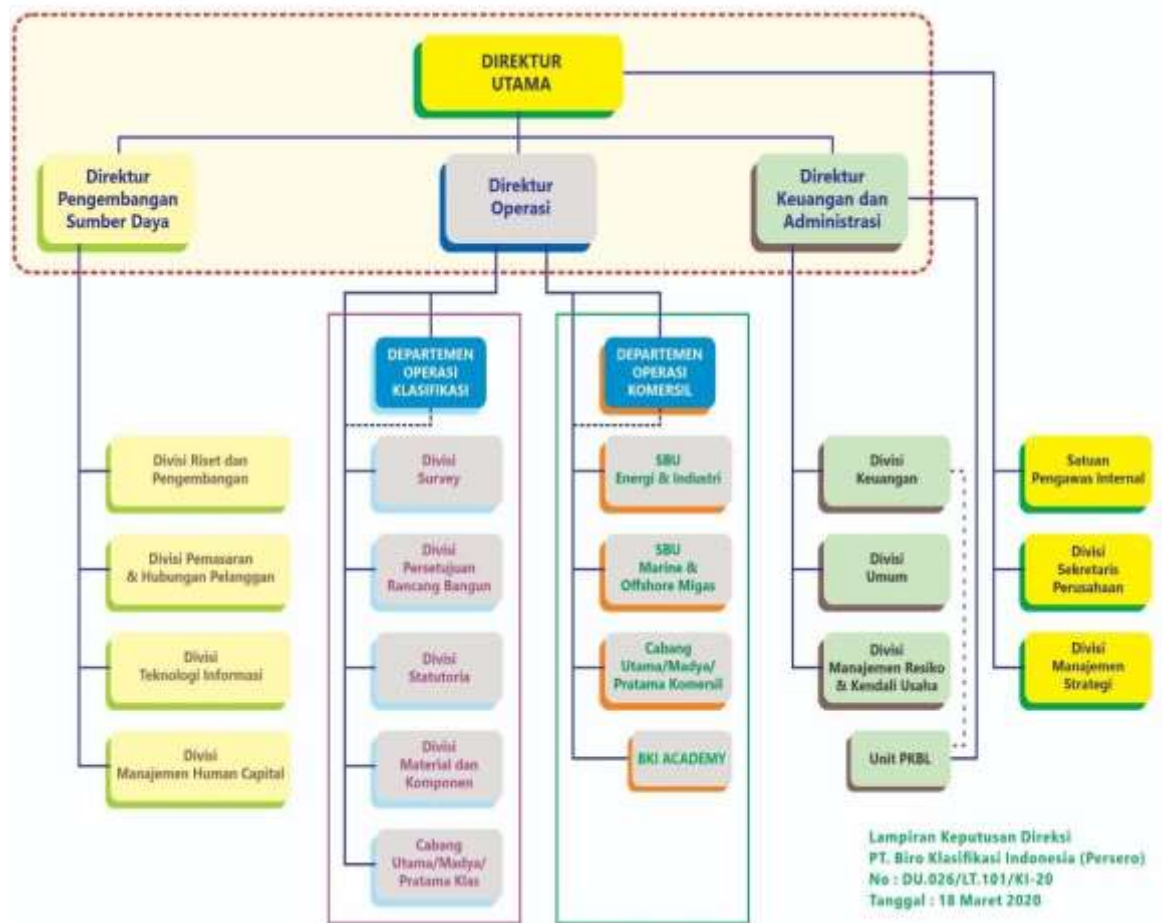 DIREKTUR
UTAMA
Direktur
Pengembangan
Sumber Daya
Direktur
Operasi
Direktur
Keuangan dan
Administrasi
DEPARTEMEN
OPERASI
KLASIFIKASI
DEPARTEMEN
OPERASI
KOMERSIL
Divisi Riset dan
Pengembangan
Divisi
Survey
SBU
Energi & Industri
Divisi
Keuangan
Satuan
Pengawas Internal
Divisi Pemasaran
& Hubungan Pelanggan
Divisi
Persetujuan
Rancang Bangun
SBU
Marine &
Offshore Migas
Divisi
Umum
Divisi
Sekretaris
Perusahaan
Divisi
Teknologi Informasi
Divisi
Statutoria
Cabang
Utama/Madya/
Pratama Komersil
Divisi
Manajemen Resiko
& Kendali Usaha
Divisi
Manajemen
Strategi
Divisi
Manajemen Human Capital
Divisi
Material dan
Komponen
BKI ACADEMY
Unit PKBL
Cabang
Utama/Madya/
Pratama Klas
Lampiran Keputusan Direksi
PT. Biro Klasifikasi Indonesia (Persero)
No : DU.026/LT.101/KI-20
Tanggal : 18 Maret 2020